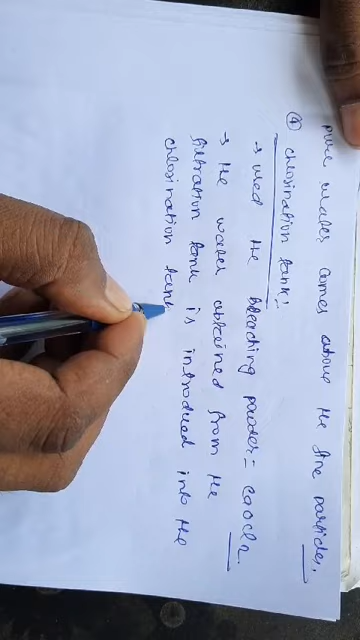 pure water comes above the fine particles.
④ chlorination tank:-
→ used the bleaching powder = caocl2.
→ the water obtained from the
filtration tank is introduced into the
chlorination tank